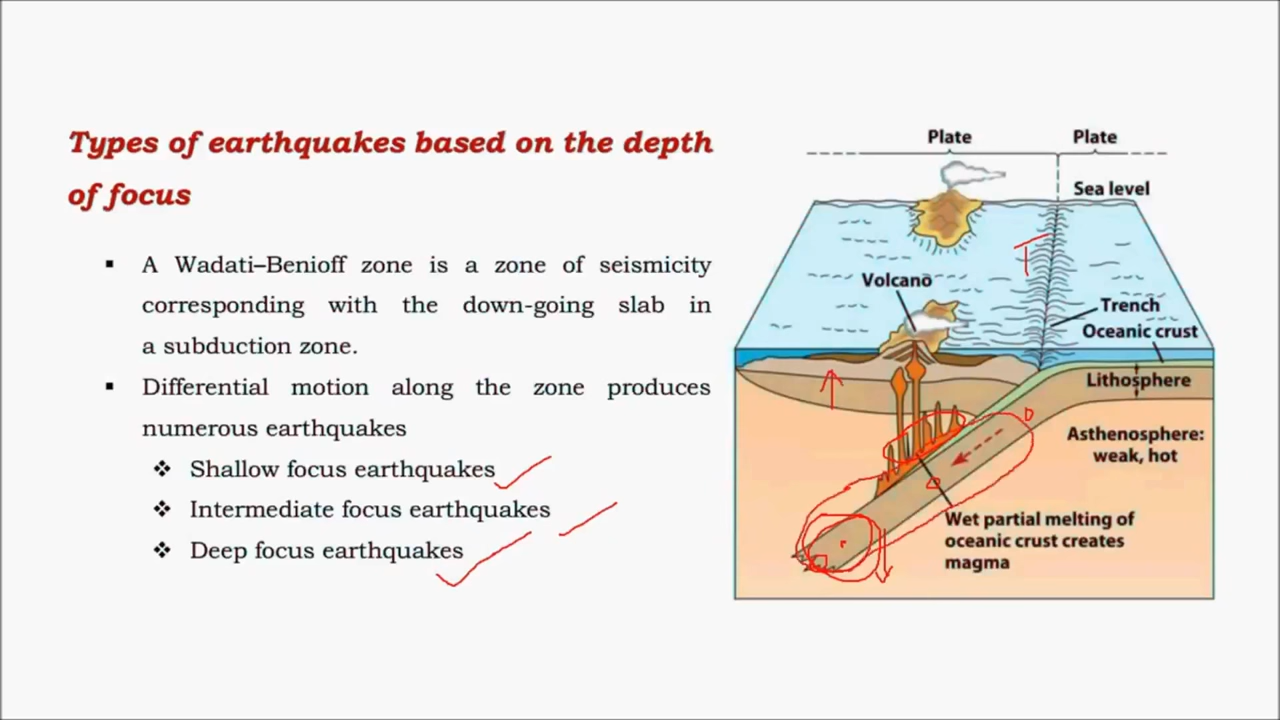 Types of earthquakes based on the depth
of focus
▪ A Wadati–Benioff zone is a zone of seismicity
corresponding with the down-going slab in
a subduction zone.
▪ Differential motion along the zone produces
numerous earthquakes
❖ Shallow focus earthquakes
❖ Intermediate focus earthquakes
❖ Deep focus earthquakes
Plate
Plate
Sea level
Volcano
Trench
Oceanic crust
Lithosphere
Asthenosphere:
weak, hot
Wet partial melting of
oceanic crust creates
magma